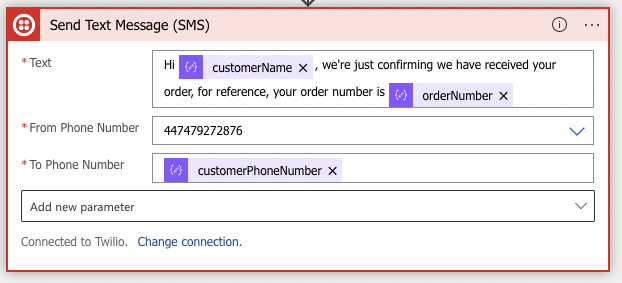 Send Text Message (SMS)
* Text
Hi customerName × , we're just confirming we have received your
order, for reference, your order number is orderNumber ×
* From Phone Number
447479272876
* To Phone Number
customerPhoneNumber ×
Add new parameter
Connected to Twilio. Change connection.